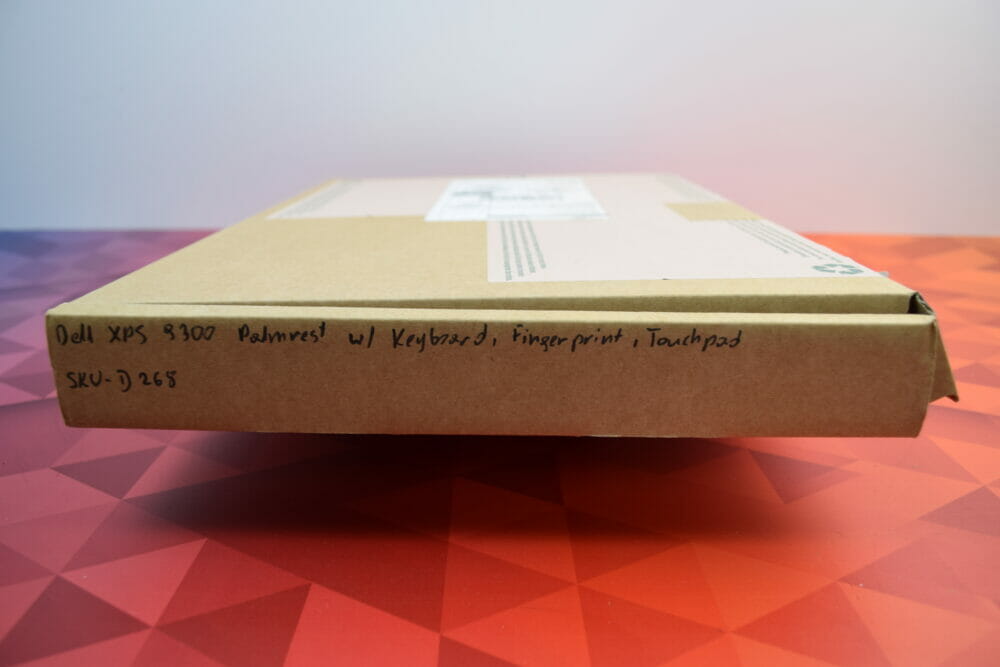 Dell XPS 9300 Palmrest w/ Keyboard, Fingerprint, Touchpad
SKU-D268